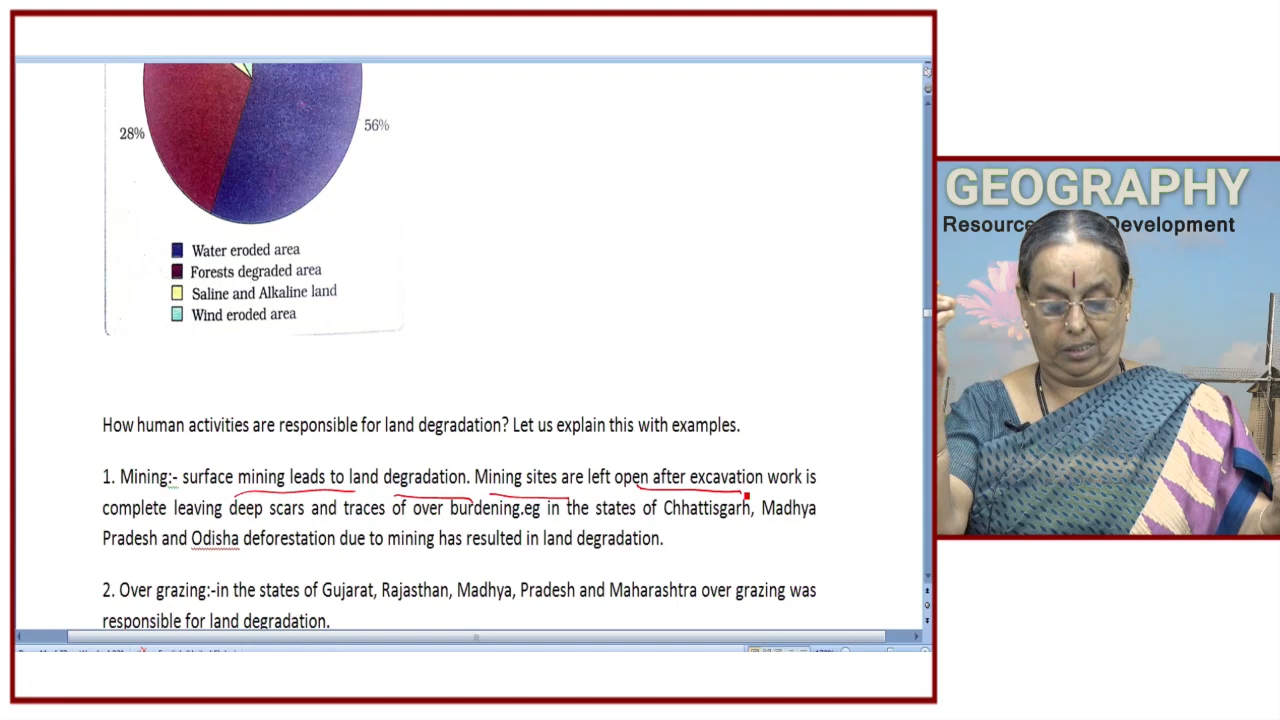 28%
56%
Water eroded area
Forests degraded area
Saline and Alkaline land
Wind eroded area
How human activities are responsible for land degradation? Let us explain this with examples.
1. Mining:- surface mining leads to land degradation. Mining sites are left open after excavation work is
complete leaving deep scars and traces of over burdening.eg in the states of Chhattisgarh, Madhya
Pradesh and Odisha deforestation due to mining has resulted in land degradation.
2. Over grazing:-in the states of Gujarat, Rajasthan, Madhya, Pradesh and Maharashtra over grazing was
responsible for land degradation.
GEOGRAPHY
Development